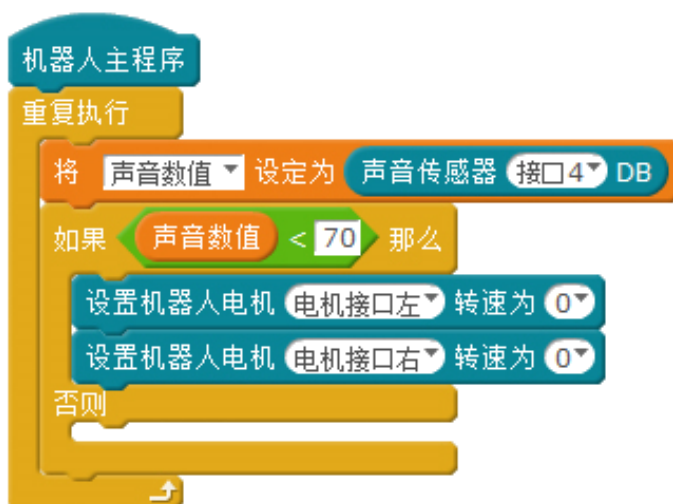 机器人主程序
重复执行
将 声音数值 设定为 声音传感器 接口4 DB
如果 声音数值 < 70 那么
设置机器人电机 电机接口左 转速为 0
设置机器人电机 电机接口右 转速为 0
否则